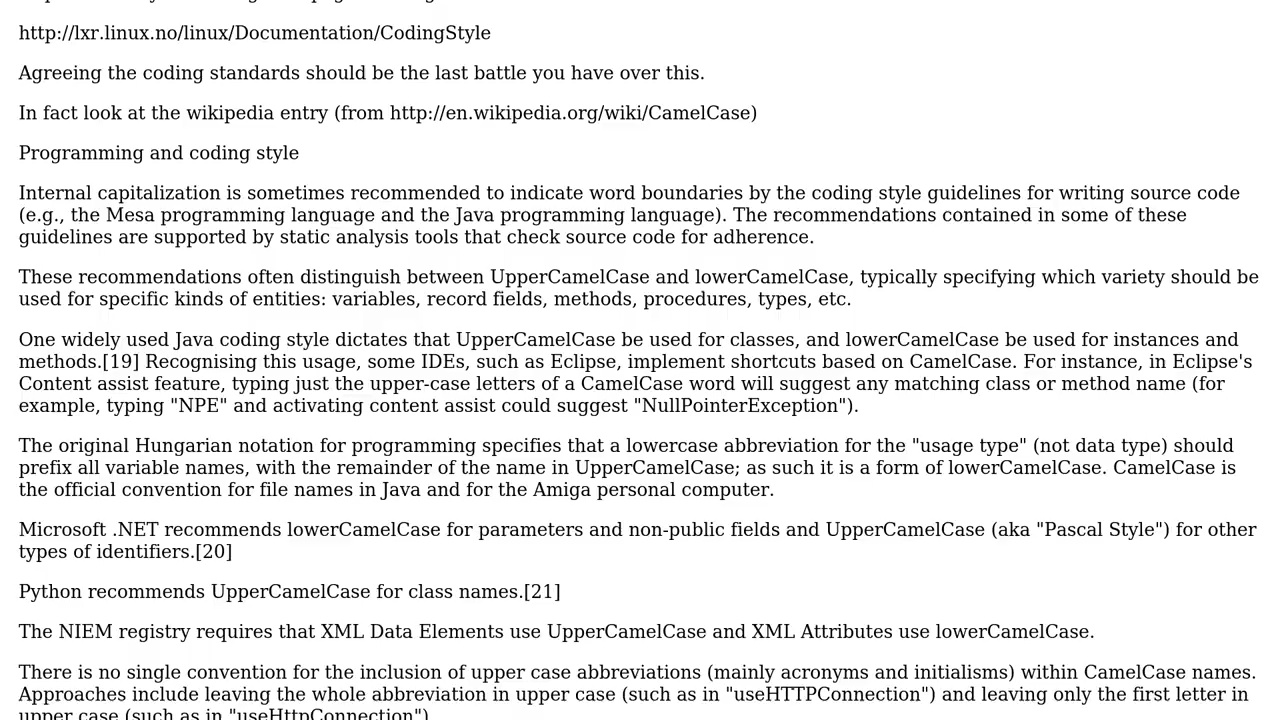 http://lxr.linux.no/linux/Documentation/CodingStyle
Agreeing the coding standards should be the last battle you have over this.
In fact look at the wikipedia entry (from http://en.wikipedia.org/wiki/CamelCase)
Programming and coding style
Internal capitalization is sometimes recommended to indicate word boundaries by the coding style guidelines for writing source code
(e.g., the Mesa programming language and the Java programming language). The recommendations contained in some of these
guidelines are supported by static analysis tools that check source code for adherence.
These recommendations often distinguish between UpperCamelCase and lowerCamelCase, typically specifying which variety should be
used for specific kinds of entities: variables, record fields, methods, procedures, types, etc.
One widely used Java coding style dictates that UpperCamelCase be used for classes, and lowerCamelCase be used for instances and
methods.[19] Recognising this usage, some IDEs, such as Eclipse, implement shortcuts based on CamelCase. For instance, in Eclipse's
Content assist feature, typing just the upper-case letters of a CamelCase word will suggest any matching class or method name (for
example, typing "NPE" and activating content assist could suggest "NullPointerException").
The original Hungarian notation for programming specifies that a lowercase abbreviation for the "usage type" (not data type) should
prefix all variable names, with the remainder of the name in UpperCamelCase; as such it is a form of lowerCamelCase. CamelCase is
the official convention for file names in Java and for the Amiga personal computer.
Microsoft .NET recommends lowerCamelCase for parameters and non-public fields and UpperCamelCase (aka "Pascal Style") for other
types of identifiers.[20]
Python recommends UpperCamelCase for class names.[21]
The NIEM registry requires that XML Data Elements use UpperCamelCase and XML Attributes use lowerCamelCase.
There is no single convention for the inclusion of upper case abbreviations (mainly acronyms and initialisms) within CamelCase names.
Approaches include leaving the whole abbreviation in upper case (such as in "useHTTPConnection") and leaving only the first letter in
upper case (such as in "useHttpConnection").